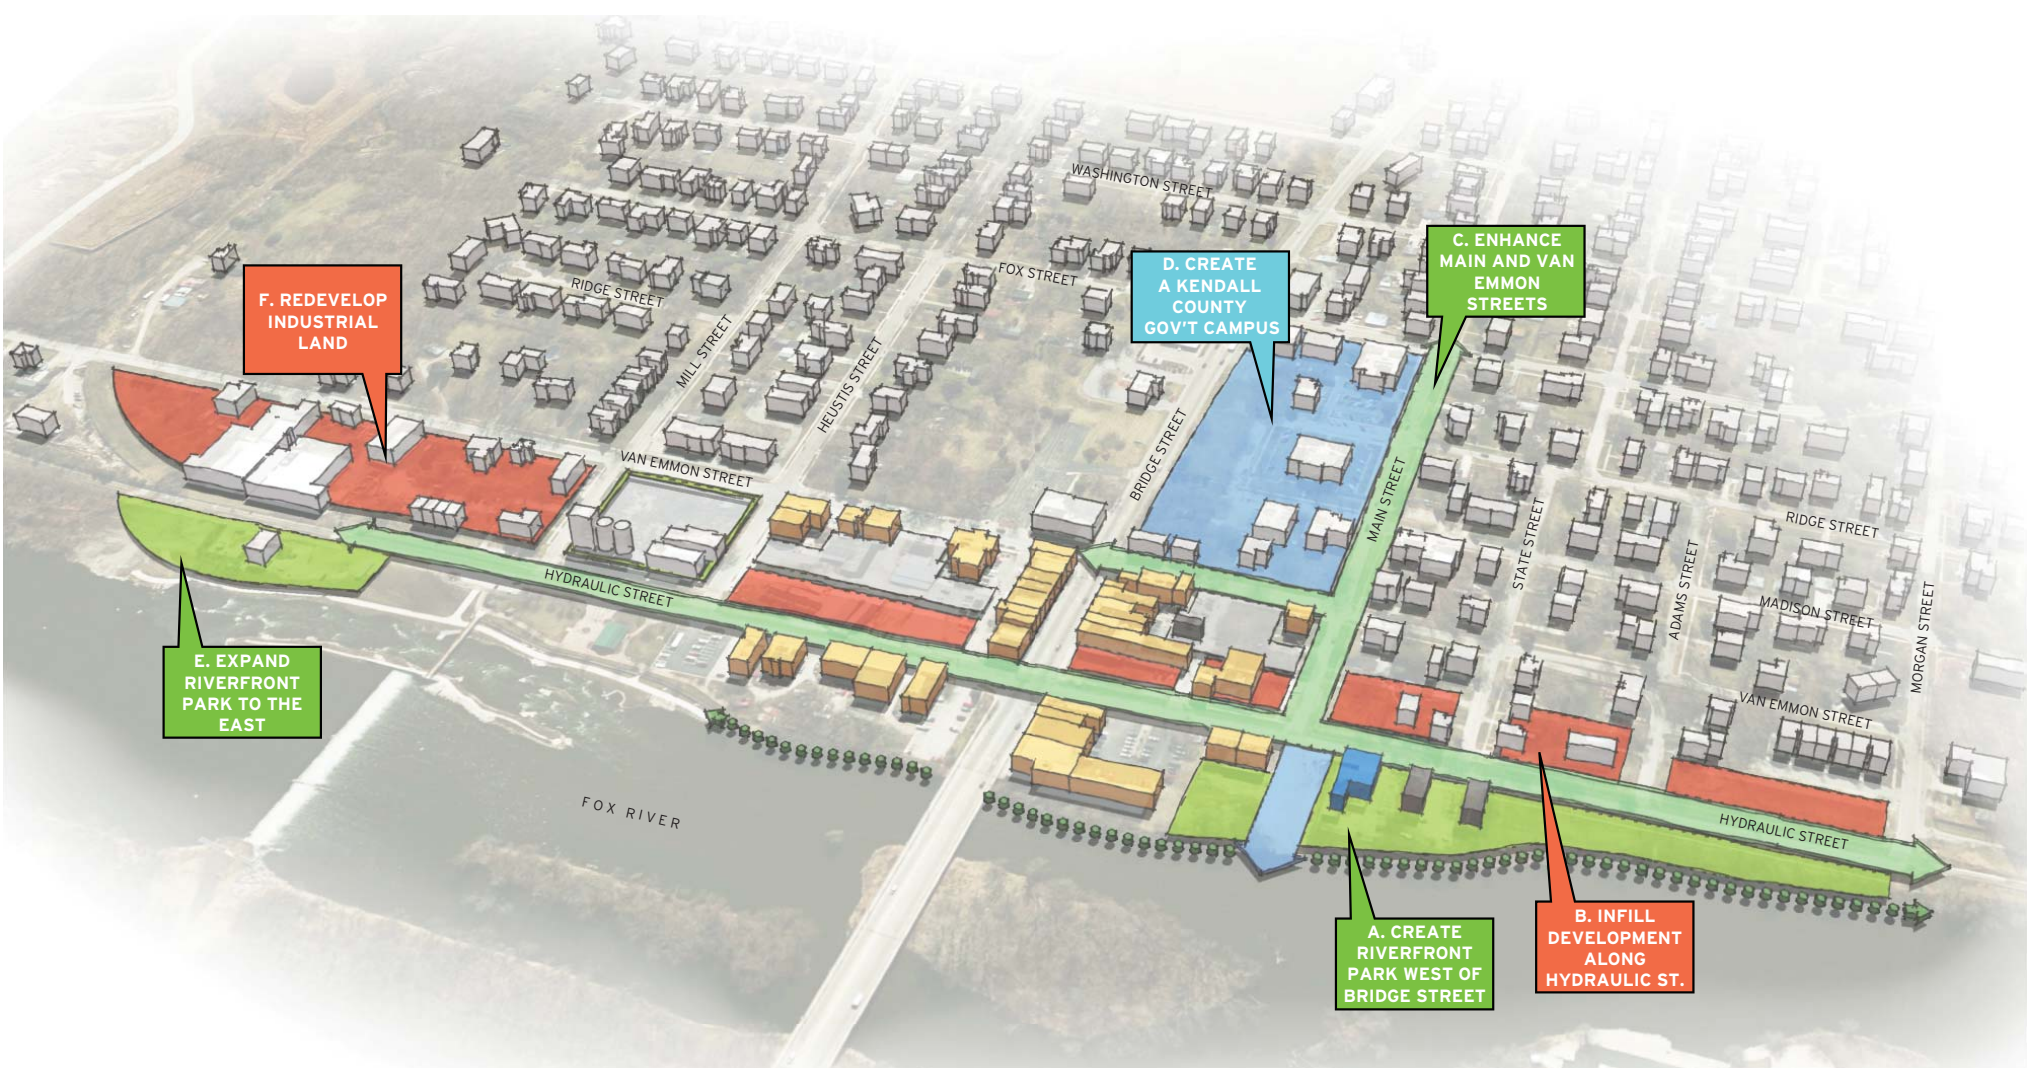 WASHINGTON STREET
C. ENHANCE
MAIN AND VAN
EMMON
STREETS
D. CREATE
A KENDALL
COUNTY
GOV'T CAMPUS
FOX STREET
RIDGE STREET
F. REDEVELOP
INDUSTRIAL
LAND
MILL STREET
HEUSTIS STREET
BRIDGE STREET
MAIN STREET
VAN EMMON STREET
STATE STREET
RIDGE STREET
ADAMS STREET
MADISON STREET
MORGAN STREET
HYDRAULIC STREET
VAN EMMON STREET
E. EXPAND
RIVERFRONT
PARK TO THE
EAST
FOX RIVER
HYDRAULIC STREET
A. CREATE
RIVERFRONT
PARK WEST OF
BRIDGE STREET
B. INFILL
DEVELOPMENT
ALONG
HYDRAULIC ST.